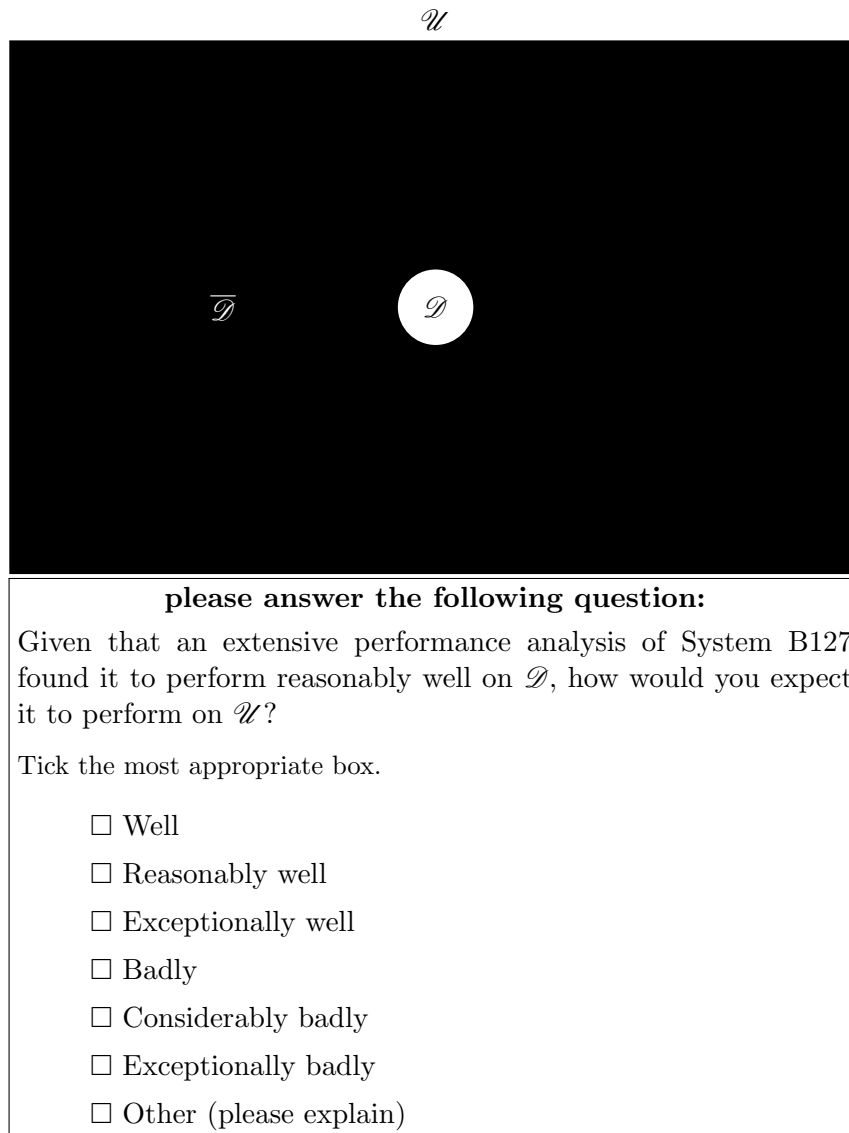 𝒰
𝒟̅ 𝒟
please answer the following question:
Given that an extensive performance analysis of System B127
found it to perform reasonably well on 𝒟, how would you expect
it to perform on 𝒰?
Tick the most appropriate box.
☐ Well
☐ Reasonably well
☐ Exceptionally well
☐ Badly
☐ Considerably badly
☐ Exceptionally badly
☐ Other (please explain)